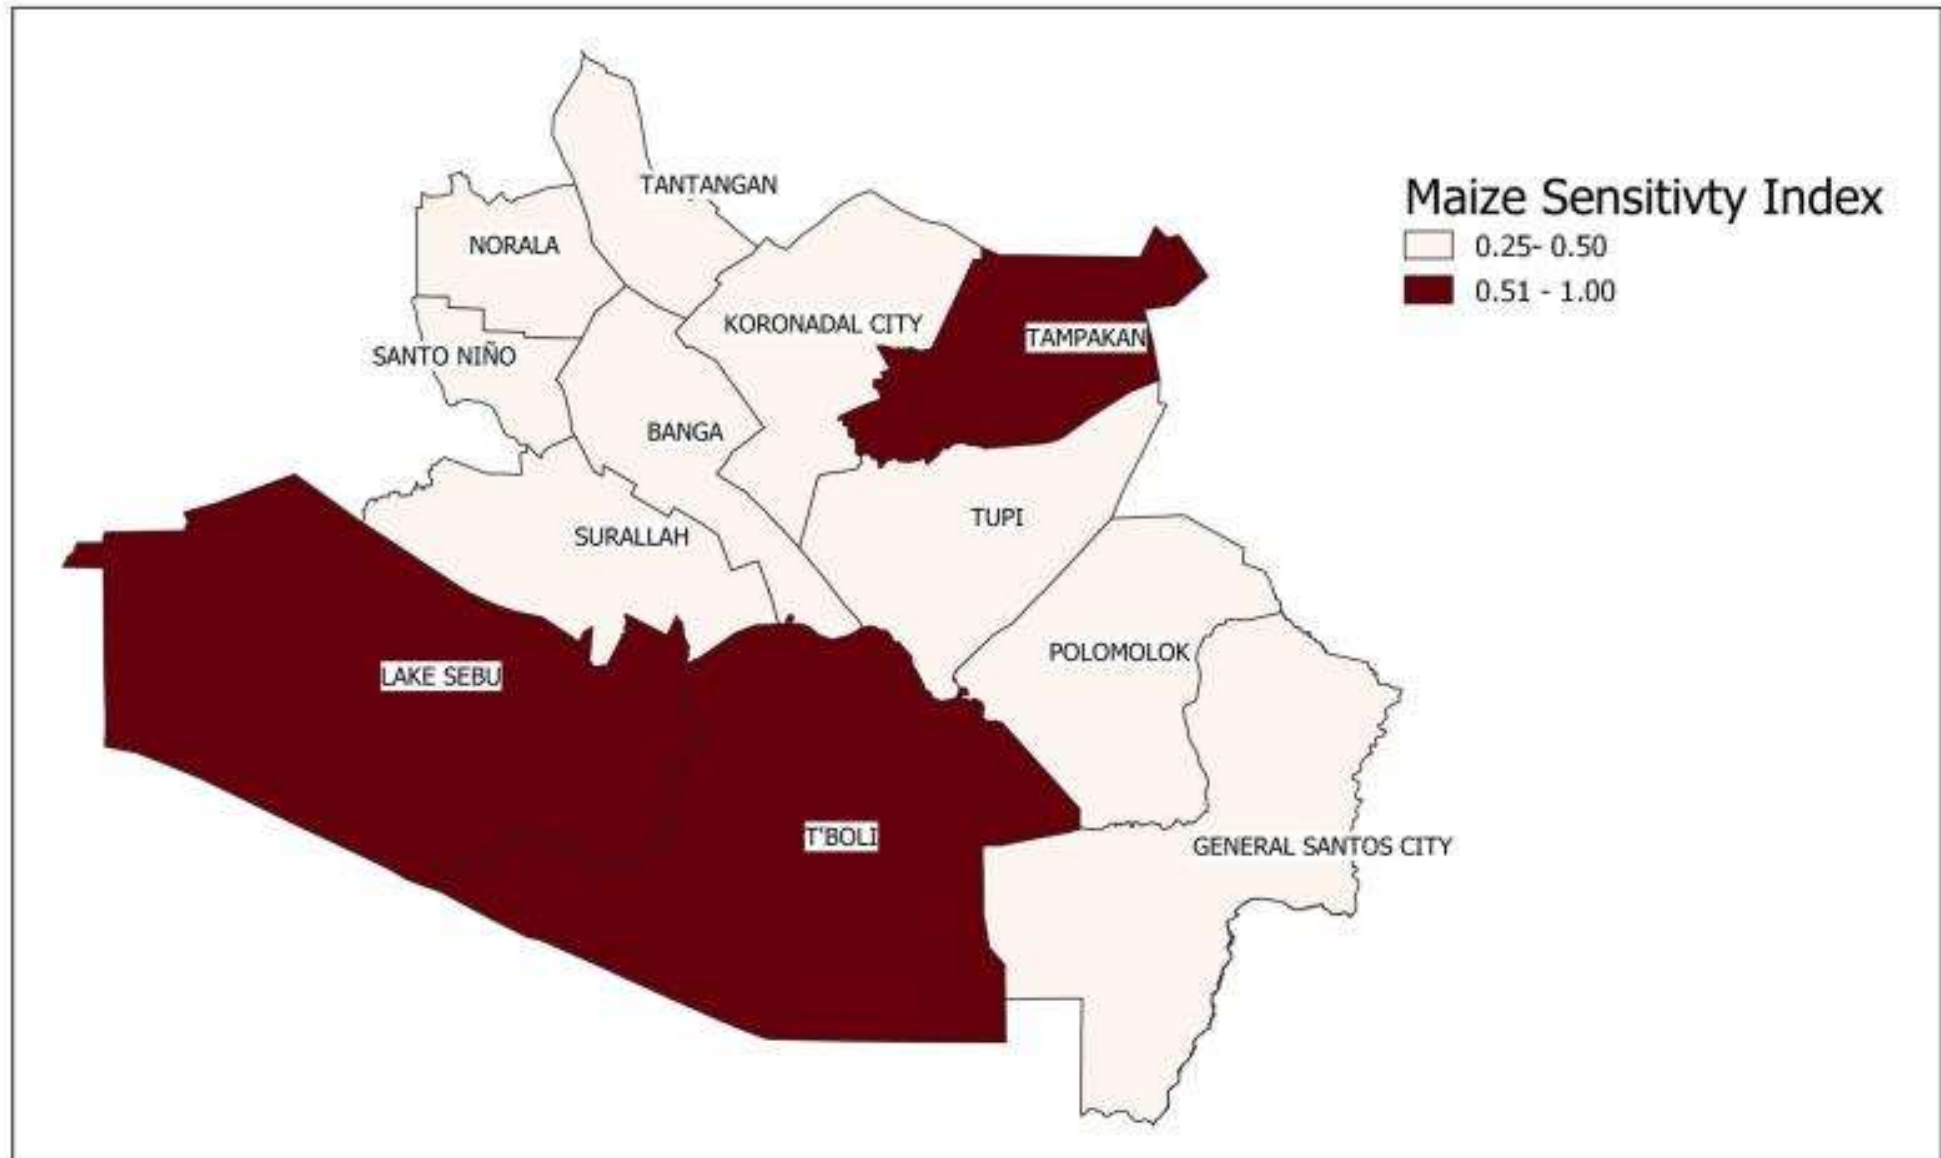 Maize Sensitivty Index
0.25- 0.50
0.51 - 1.00
TANTANGAN
NORALA
KORONADAL CITY
TAMPAKAN
SANTO NIÑO
BANGA
TUPI
SURALLAH
POLOMOLOK
LAKE SEBU
T'BOLI
GENERAL SANTOS CITY